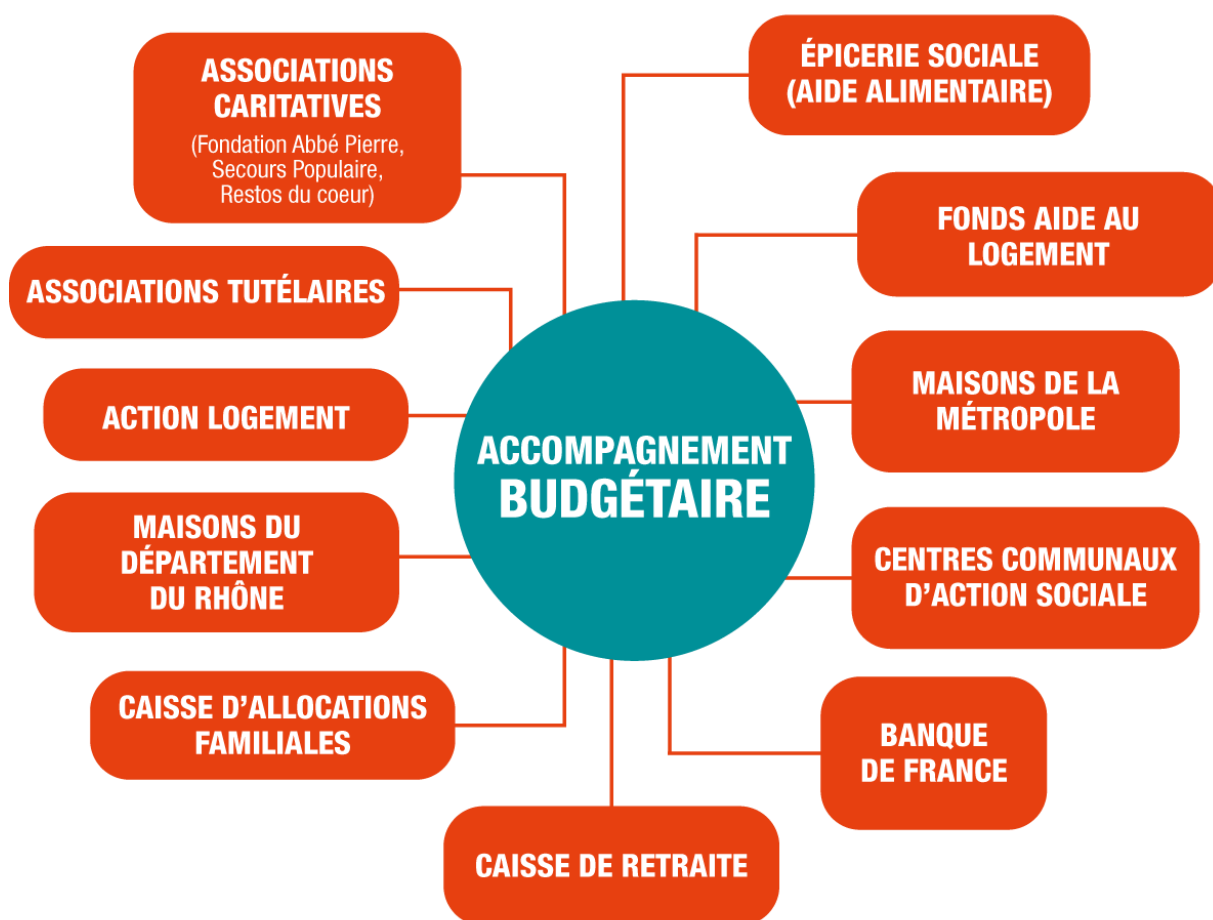 ASSOCIATIONS
CARITATIVES
(Fondation Abbé Pierre,
Secours Populaire,
Restos du coeur)
ÉPICERIE SOCIALE
(AIDE ALIMENTAIRE)
FONDS AIDE AU
LOGEMENT
ASSOCIATIONS TUTÉLAIRES
MAISONS DE LA
MÉTROPOLE
ACTION LOGEMENT
ACCOMPAGNEMENT
BUDGÉTAIRE
MAISONS DU
DÉPARTEMENT
DU RHÔNE
CENTRES COMMUNAUX
D'ACTION SOCIALE
CAISSE D'ALLOCATIONS
FAMILIALES
BANQUE
DE FRANCE
CAISSE DE RETRAITE